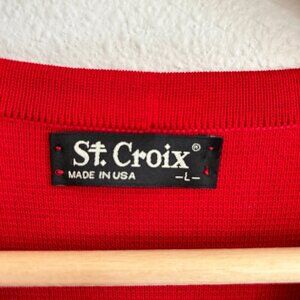 St. Croix®
MADE IN USA -L-